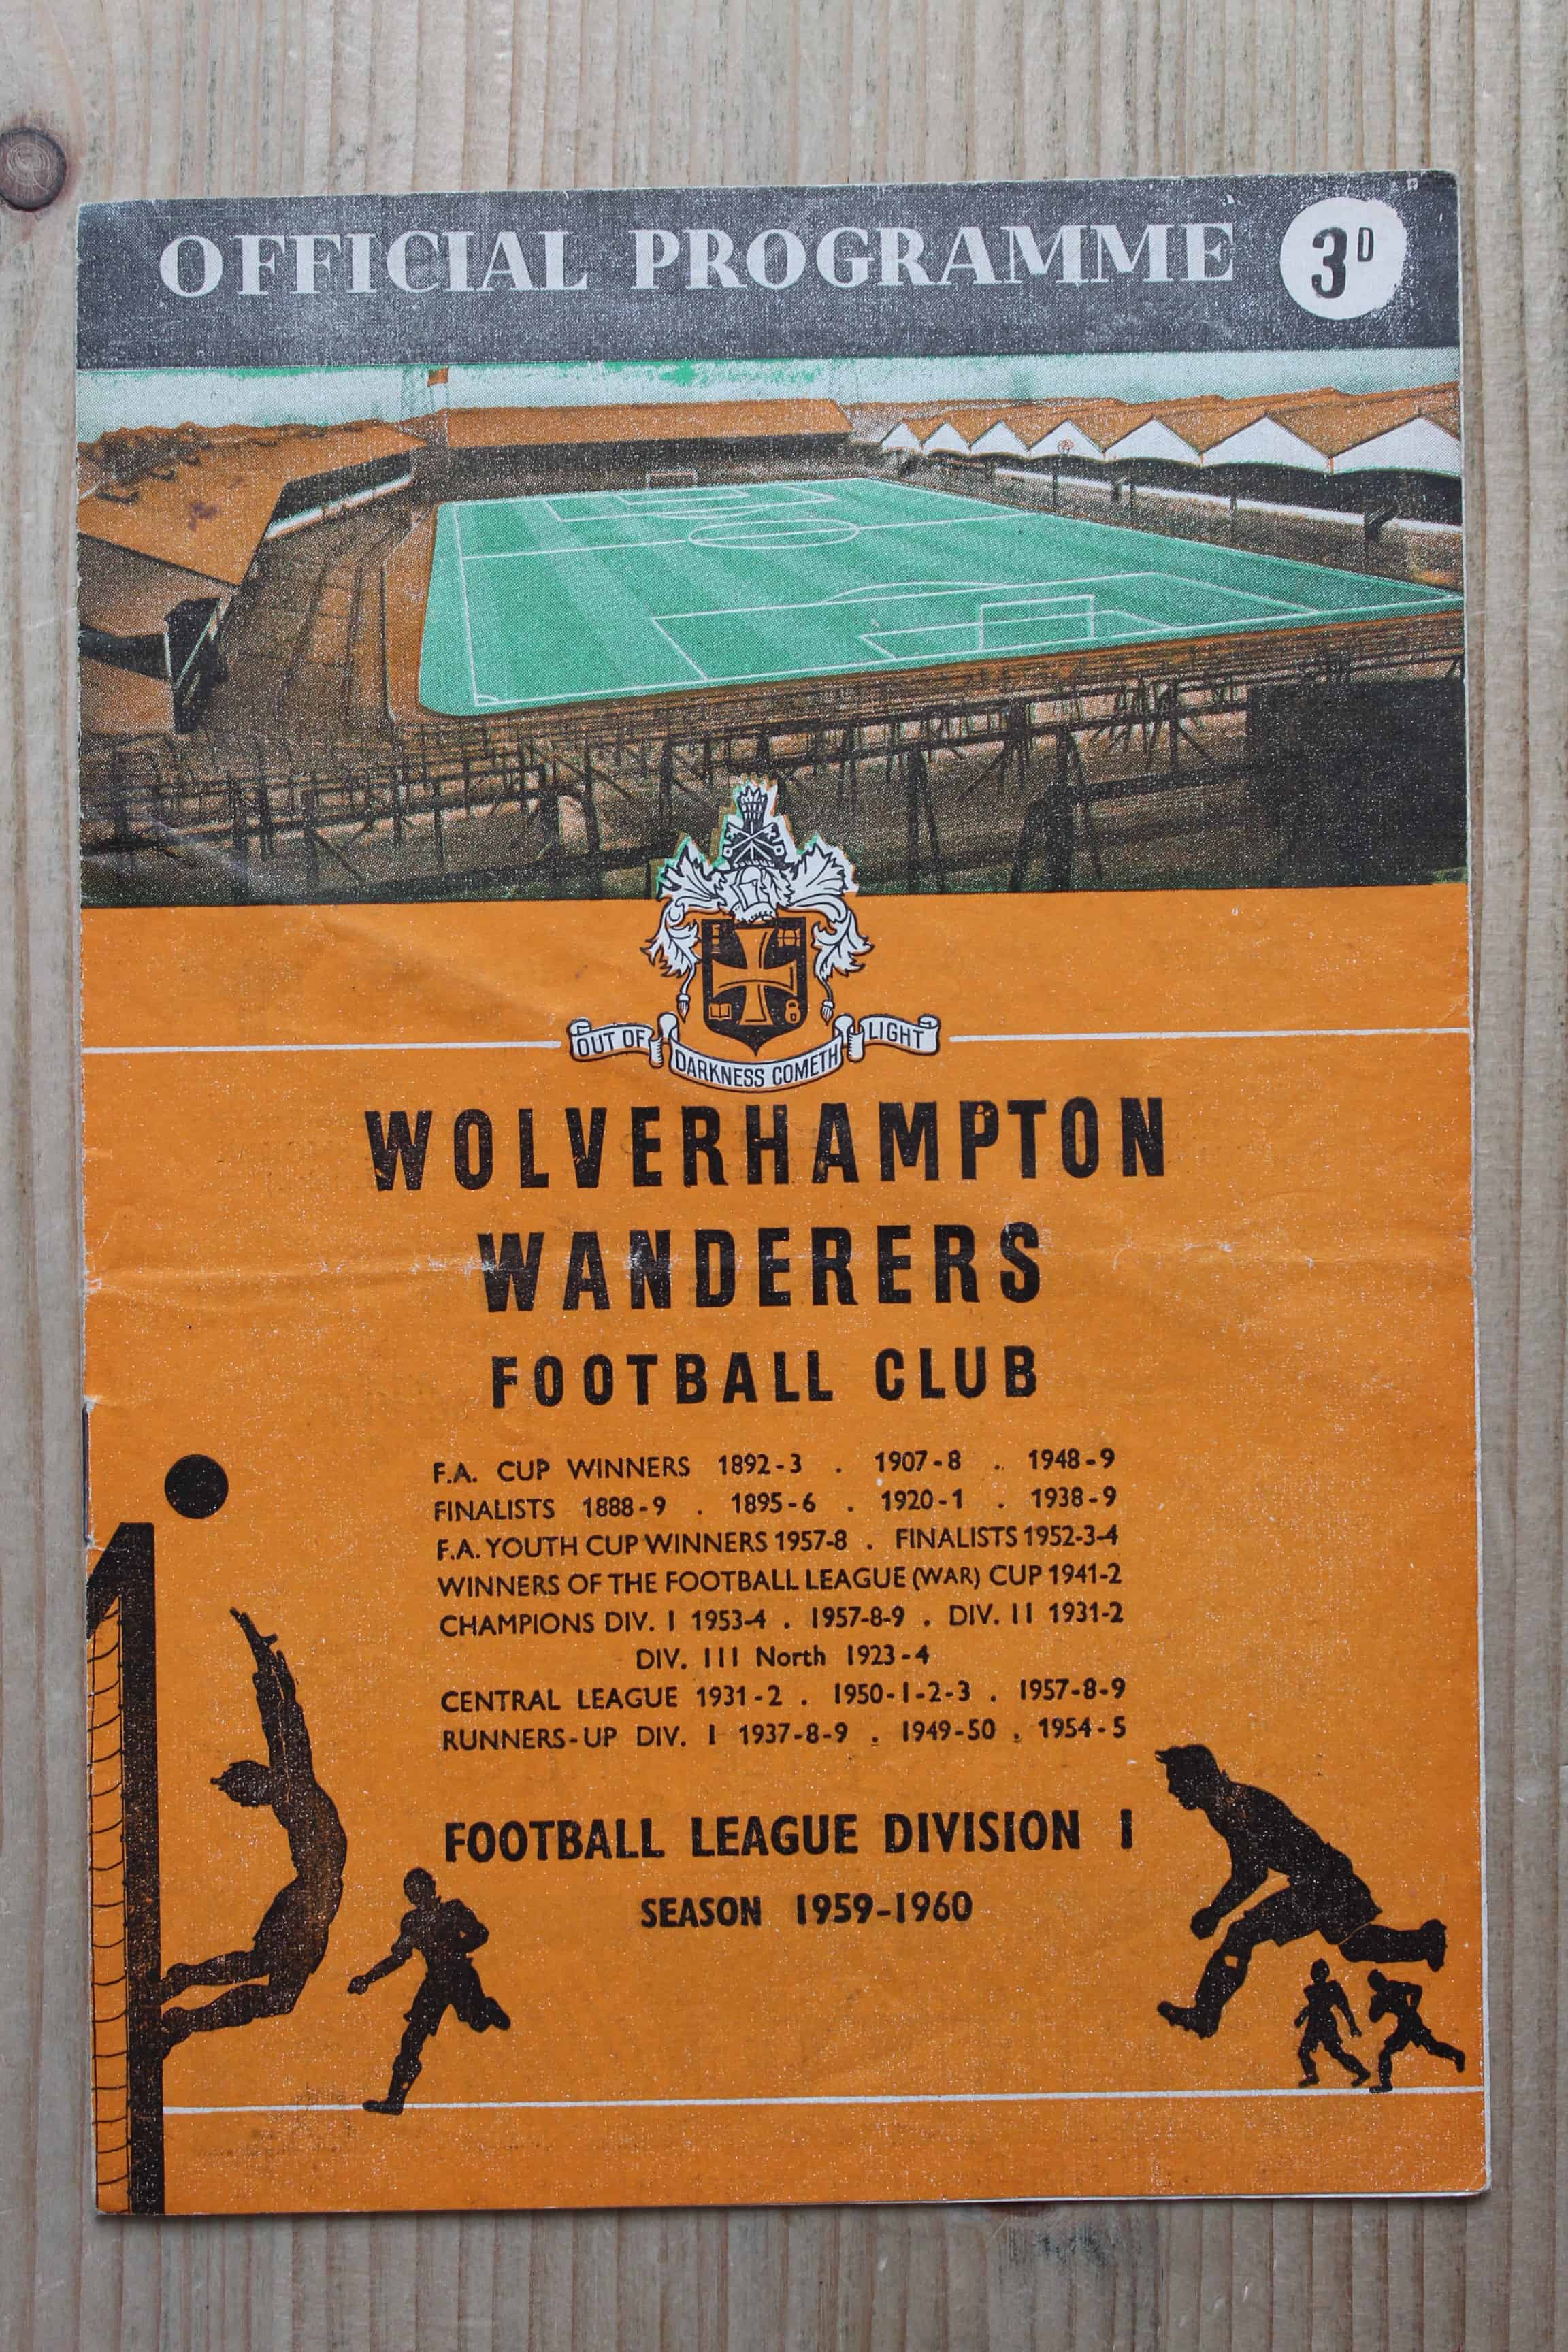 OFFICIAL PROGRAMME 3D
OUT OF DARKNESS COMETH LIGHT
WOLVERHAMPTON
WANDERERS
FOOTBALL CLUB
F.A. CUP WINNERS 1892-3 . 1907-8 . 1948-9
FINALISTS 1888-9 . 1895-6 . 1920-1 . 1938-9
F.A. YOUTH CUP WINNERS 1957-8 . FINALISTS 1952-3-4
WINNERS OF THE FOOTBALL LEAGUE (WAR) CUP 1941-2
CHAMPIONS DIV. I 1953-4 . 1957-8-9 . DIV. II 1931-2
DIV. III North 1923-4
CENTRAL LEAGUE 1931-2 . 1950-1-2-3 . 1957-8-9
RUNNERS-UP DIV. I 1937-8-9 . 1949-50 . 1954-5
FOOTBALL LEAGUE DIVISION I
SEASON 1959-1960